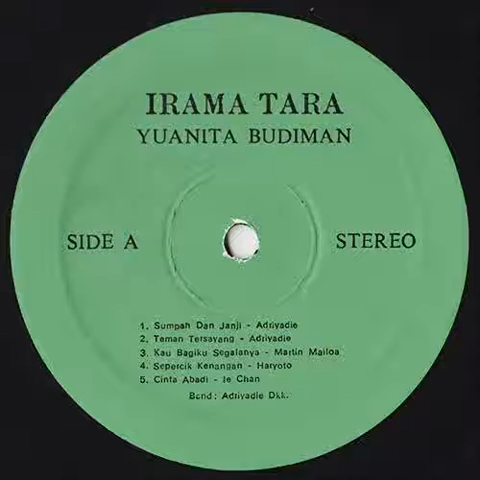 IRAMA TARA
YUANITA BUDIMAN
SIDE A
STEREO
1. Sumpah Dan Janji - Adriyadie
2. Teman Tersayang - Adriyadie
3. Kau Bagiku Segalanya - Martin Mailoa
4. Sepercik Kenangan - Haryoto
5. Cinta Abadi - Ie Chan
Band: Adriyadie Dkk.